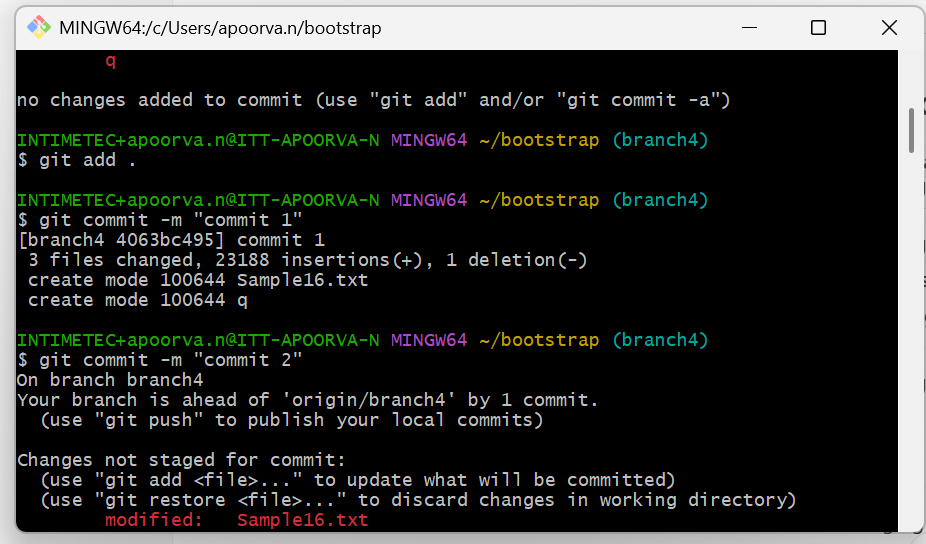 MINGW64:/c/Users/apoorva.n/bootstrap
q
no changes added to commit (use "git add" and/or "git commit -a")
INTIMETEC+apoorva.n@ITT-APOORVA-N MINGW64 ~/bootstrap (branch4)
$ git add .
INTIMETEC+apoorva.n@ITT-APOORVA-N MINGW64 ~/bootstrap (branch4)
$ git commit -m "commit 1"
[branch4 4063bc495] commit 1
3 files changed, 23188 insertions(+), 1 deletion(-)
create mode 100644 Sample16.txt
create mode 100644 q
INTIMETEC+apoorva.n@ITT-APOORVA-N MINGW64 ~/bootstrap (branch4)
$ git commit -m "commit 2"
On branch branch4
Your branch is ahead of 'origin/branch4' by 1 commit.
(use "git push" to publish your local commits)
Changes not staged for commit:
(use "git add <file>..." to update what will be committed)
(use "git restore <file>..." to discard changes in working directory)
modified: Sample16.txt